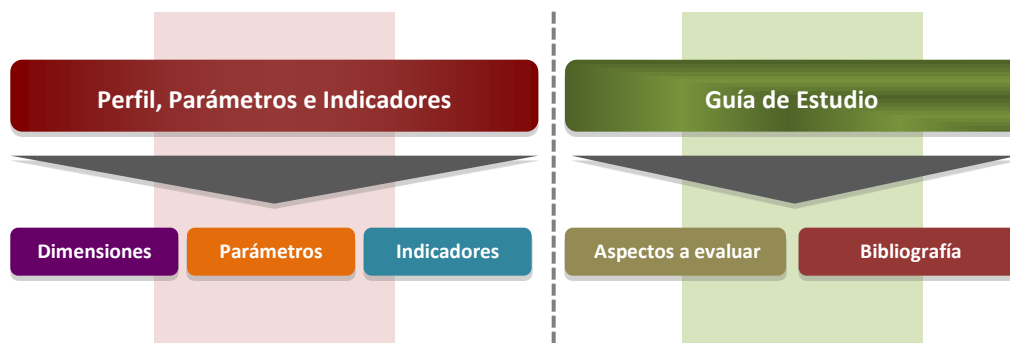 Perfil, Parámetros e Indicadores
Guía de Estudio
Dimensiones
Parámetros
Indicadores
Aspectos a evaluar
Bibliografía